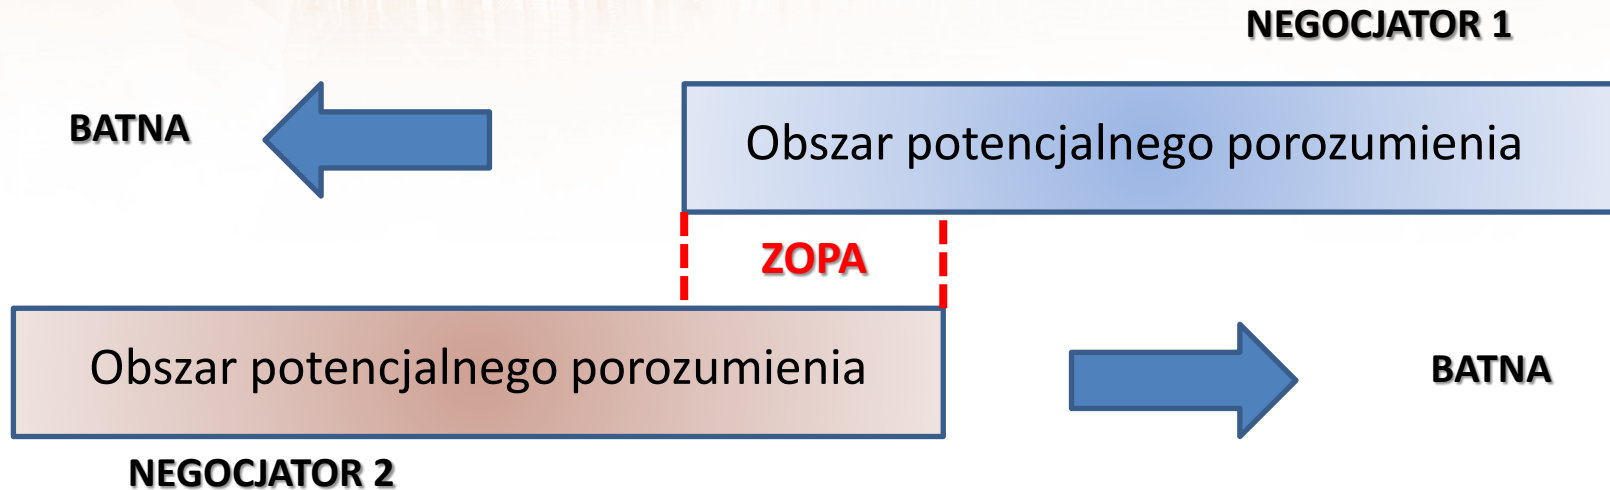 NEGOCJATOR 1
BATNA
Obszar potencjalnego porozumienia
ZOPA
Obszar potencjalnego porozumienia
BATNA
NEGOCJATOR 2